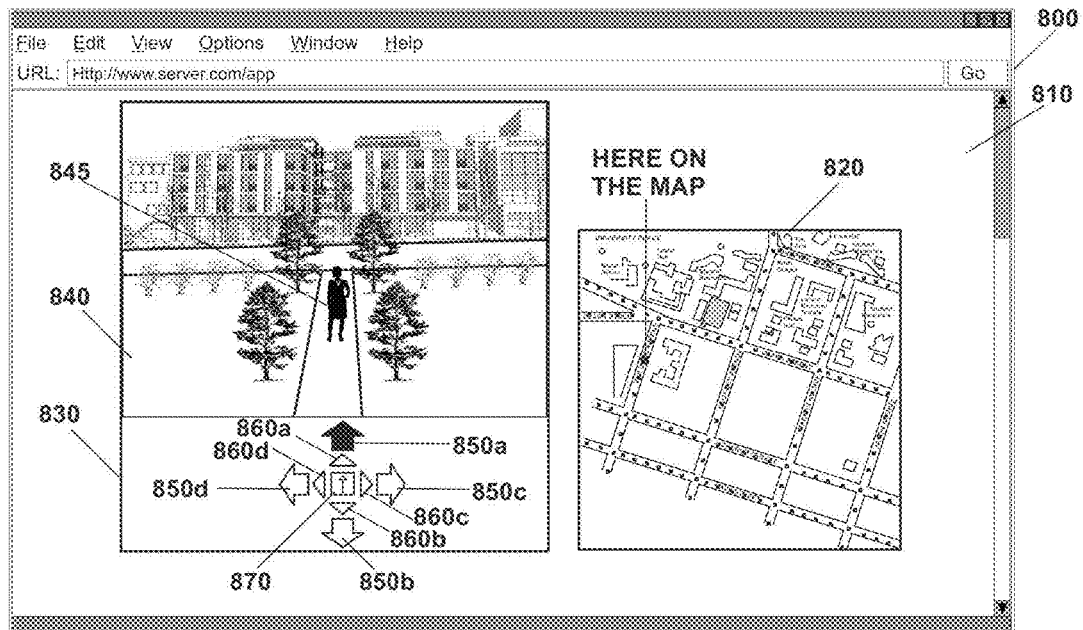 800
File Edit View Options Window Help
URL: Http://www.server.com/app Go
810
845
HERE ON
THE MAP
820
840
830
860a
850a
860d
850d
850c
860c
860b
870
850b